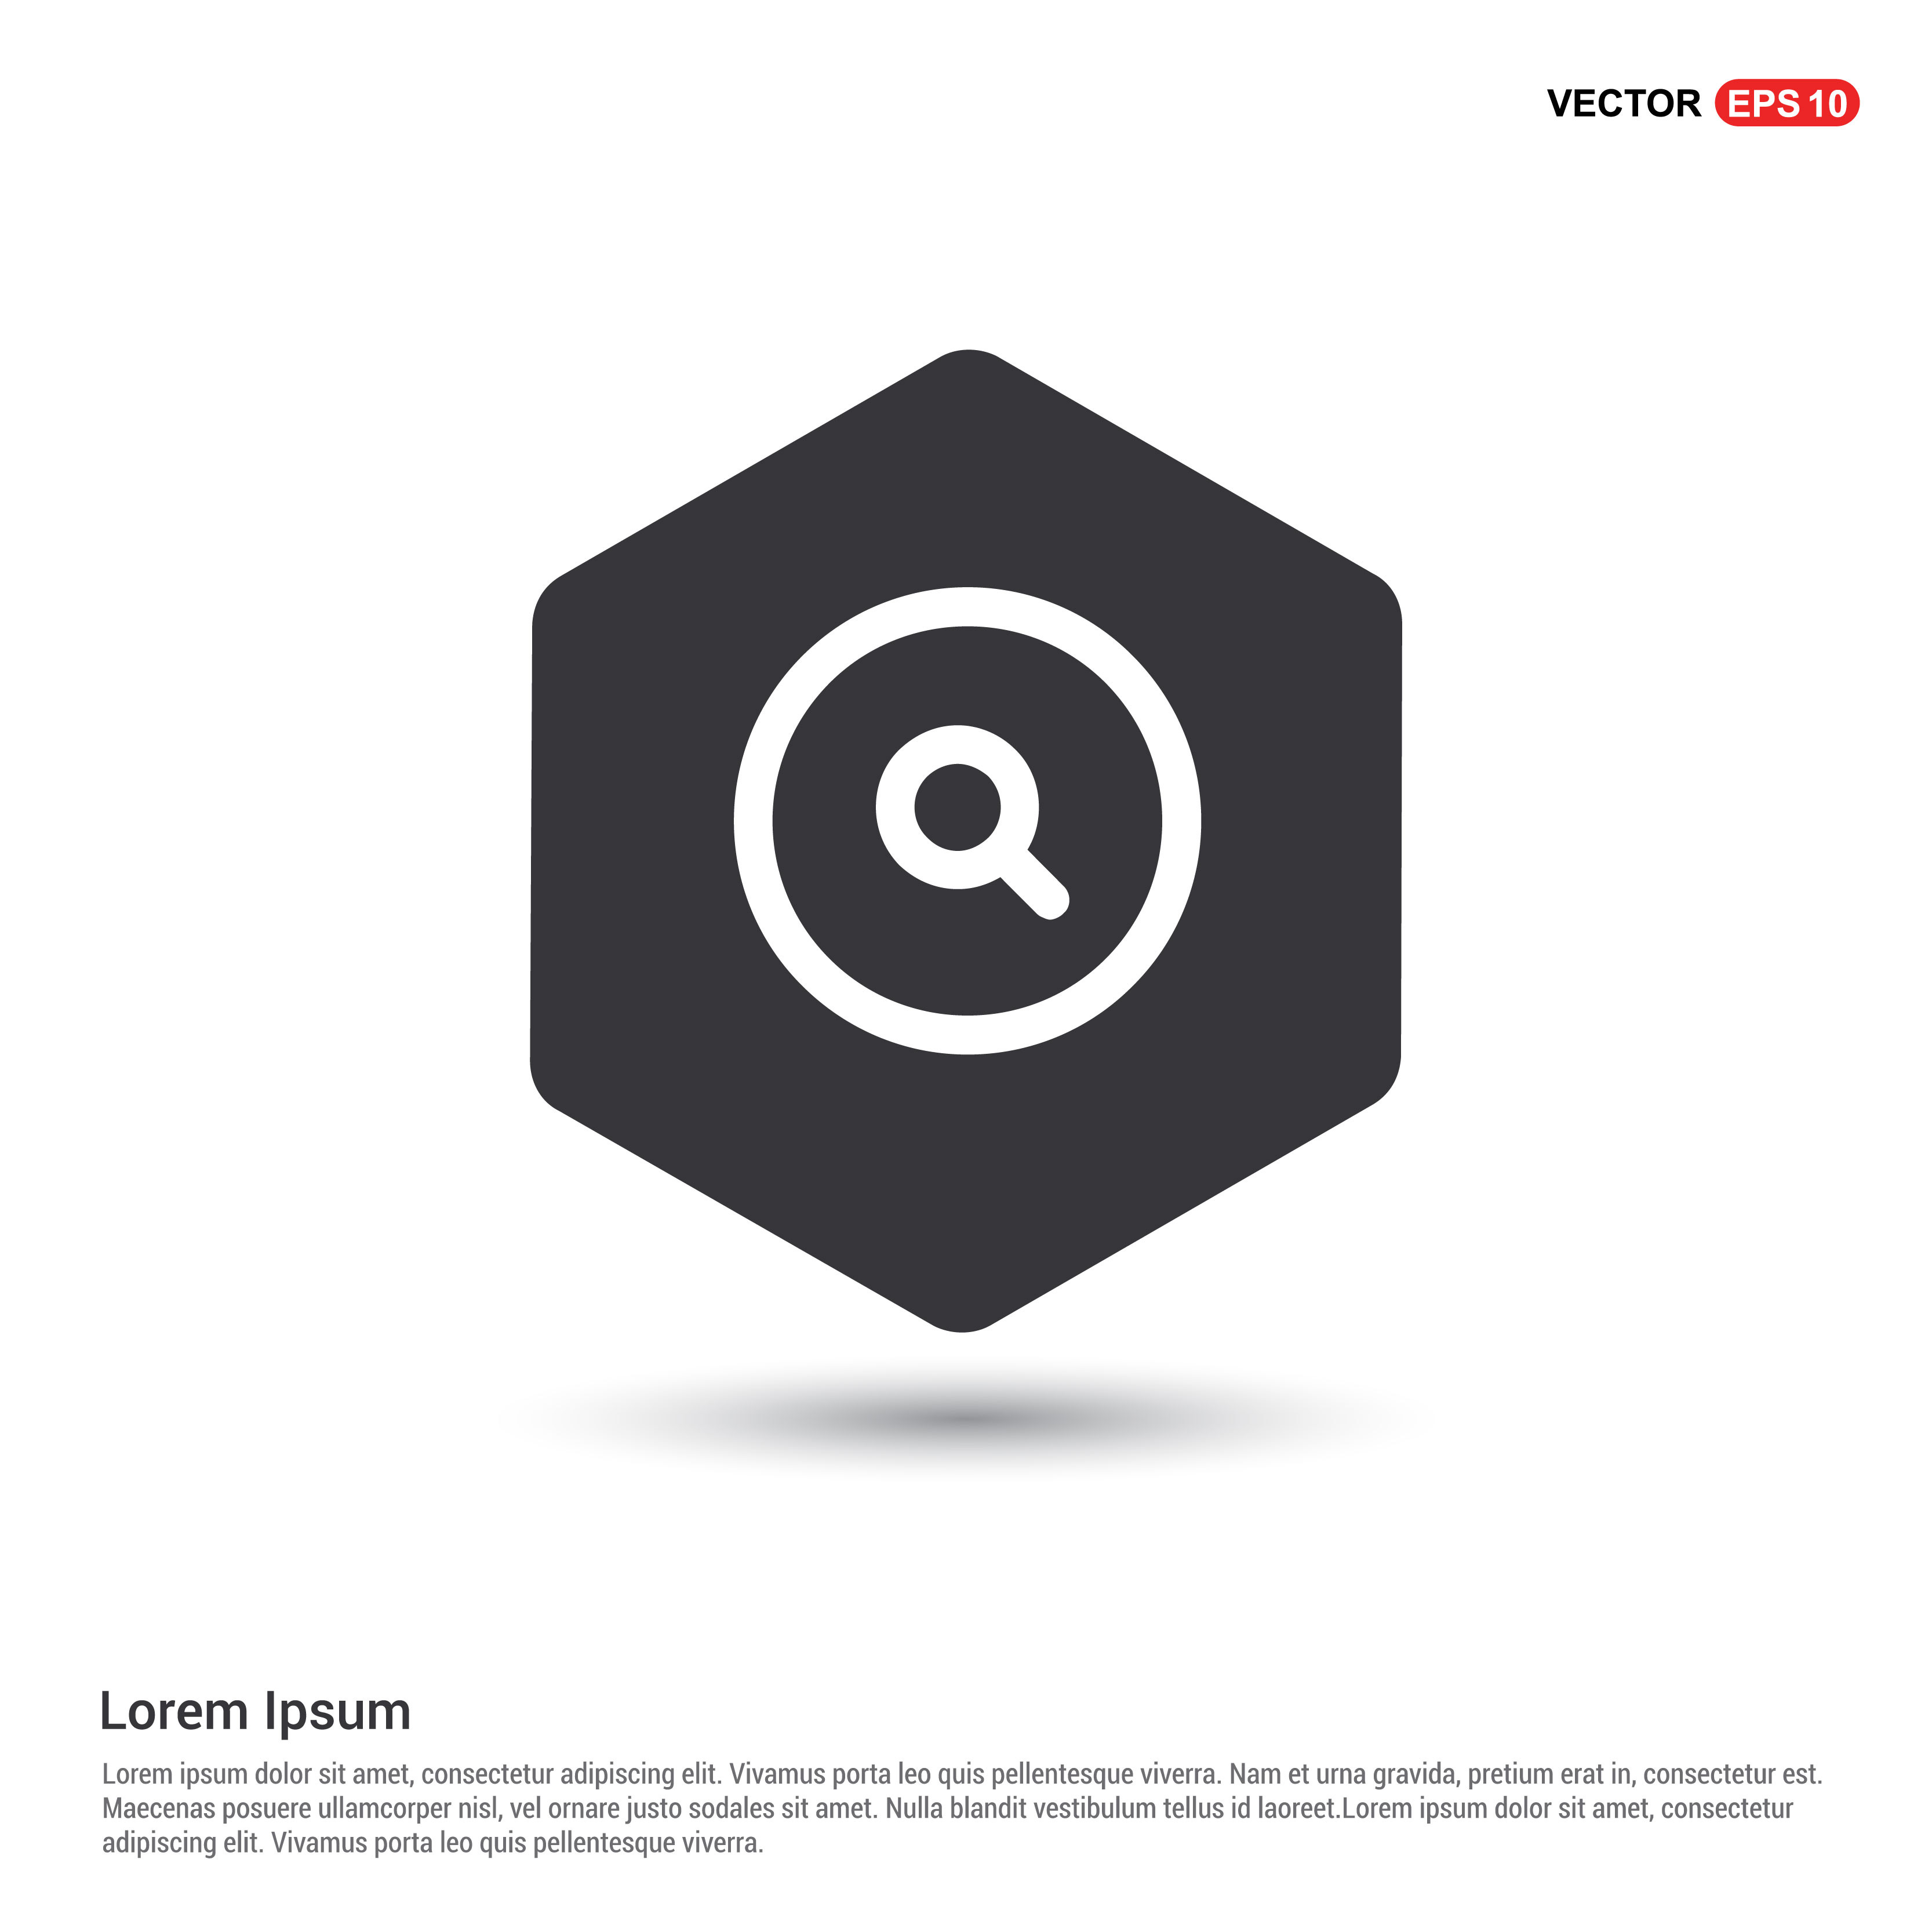 VECTOR EPS 10
Lorem Ipsum
Lorem ipsum dolor sit amet, consectetur adipiscing elit. Vivamus porta leo quis pellentesque viverra. Nam et urna gravida, pretium erat in, consectetur est.
Maecenas posuere ullamcorper nisl, vel ornare justo sodales sit amet. Nulla blandit vestibulum tellus id laoreet.Lorem ipsum dolor sit amet, consectetur
adipiscing elit. Vivamus porta leo quis pellentesque viverra.